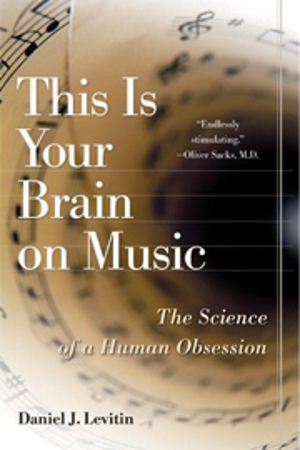 This Is
Your
Brain
on Music
“Endlessly
stimulating.”
—Oliver Sacks, M.D.
The Science
of a Human Obsession
Daniel J. Levitin